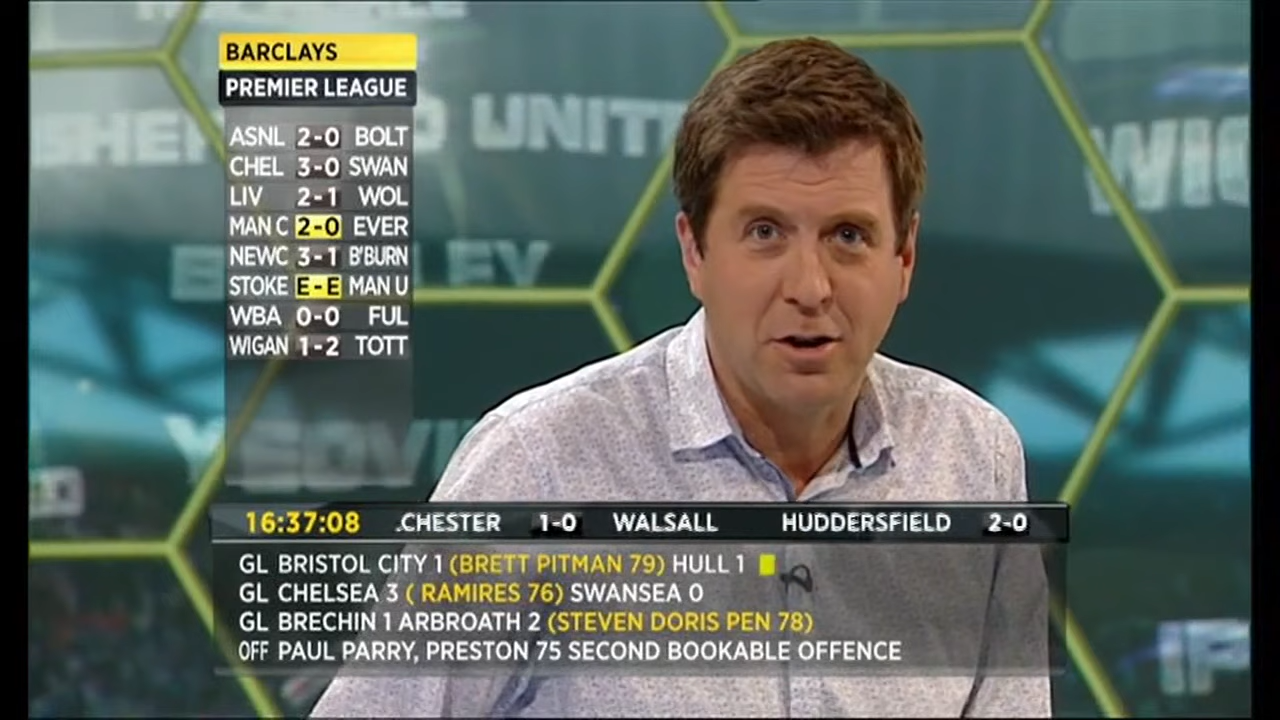 BARCLAYS
PREMIER LEAGUE
ASNL 2-0 BOLT
CHEL 3-0 SWAN
LIV 2-1 WOL
MAN C 2-0 EVER
NEWC 3-1 B'BURN
STOKE E-E MAN U
WBA 0-0 FUL
WIGAN 1-2 TOTT
UNIT
WIG
16:37:08 .CHESTER 1-0 WALSALL HUDDERSFIELD 2-0
GL BRISTOL CITY 1 (BRETT PITMAN 79) HULL 1
GL CHELSEA 3 ( RAMIRES 76) SWANSEA 0
GL BRECHIN 1 ARBROATH 2 (STEVEN DORIS PEN 78)
OFF PAUL PARRY, PRESTON 75 SECOND BOOKABLE OFFENCE